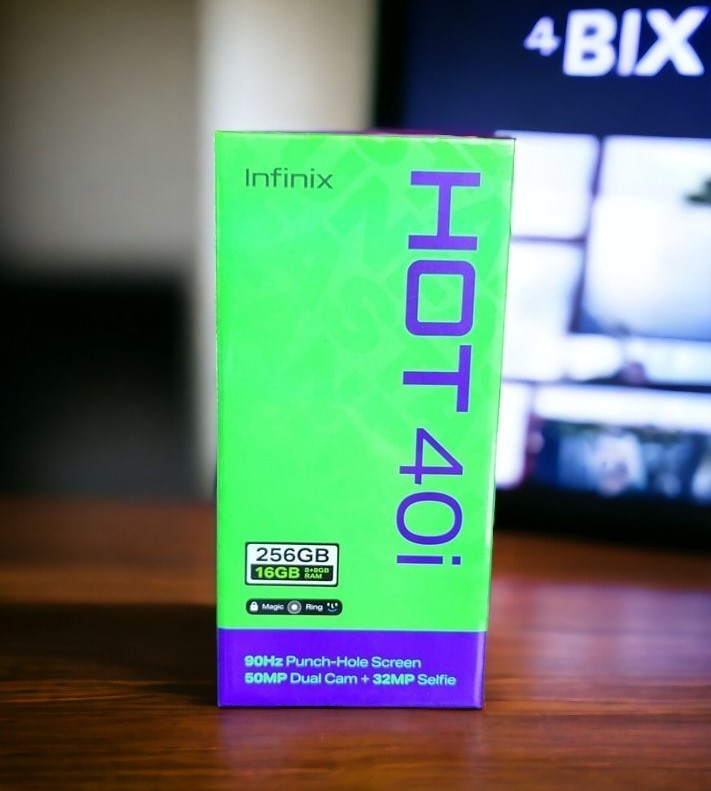 4BIX
Infinix
HOT 40i
256GB
16GB 8+8GB RAM
Magic Ring
90Hz Punch-Hole Screen
50MP Dual Cam + 32MP Selfie